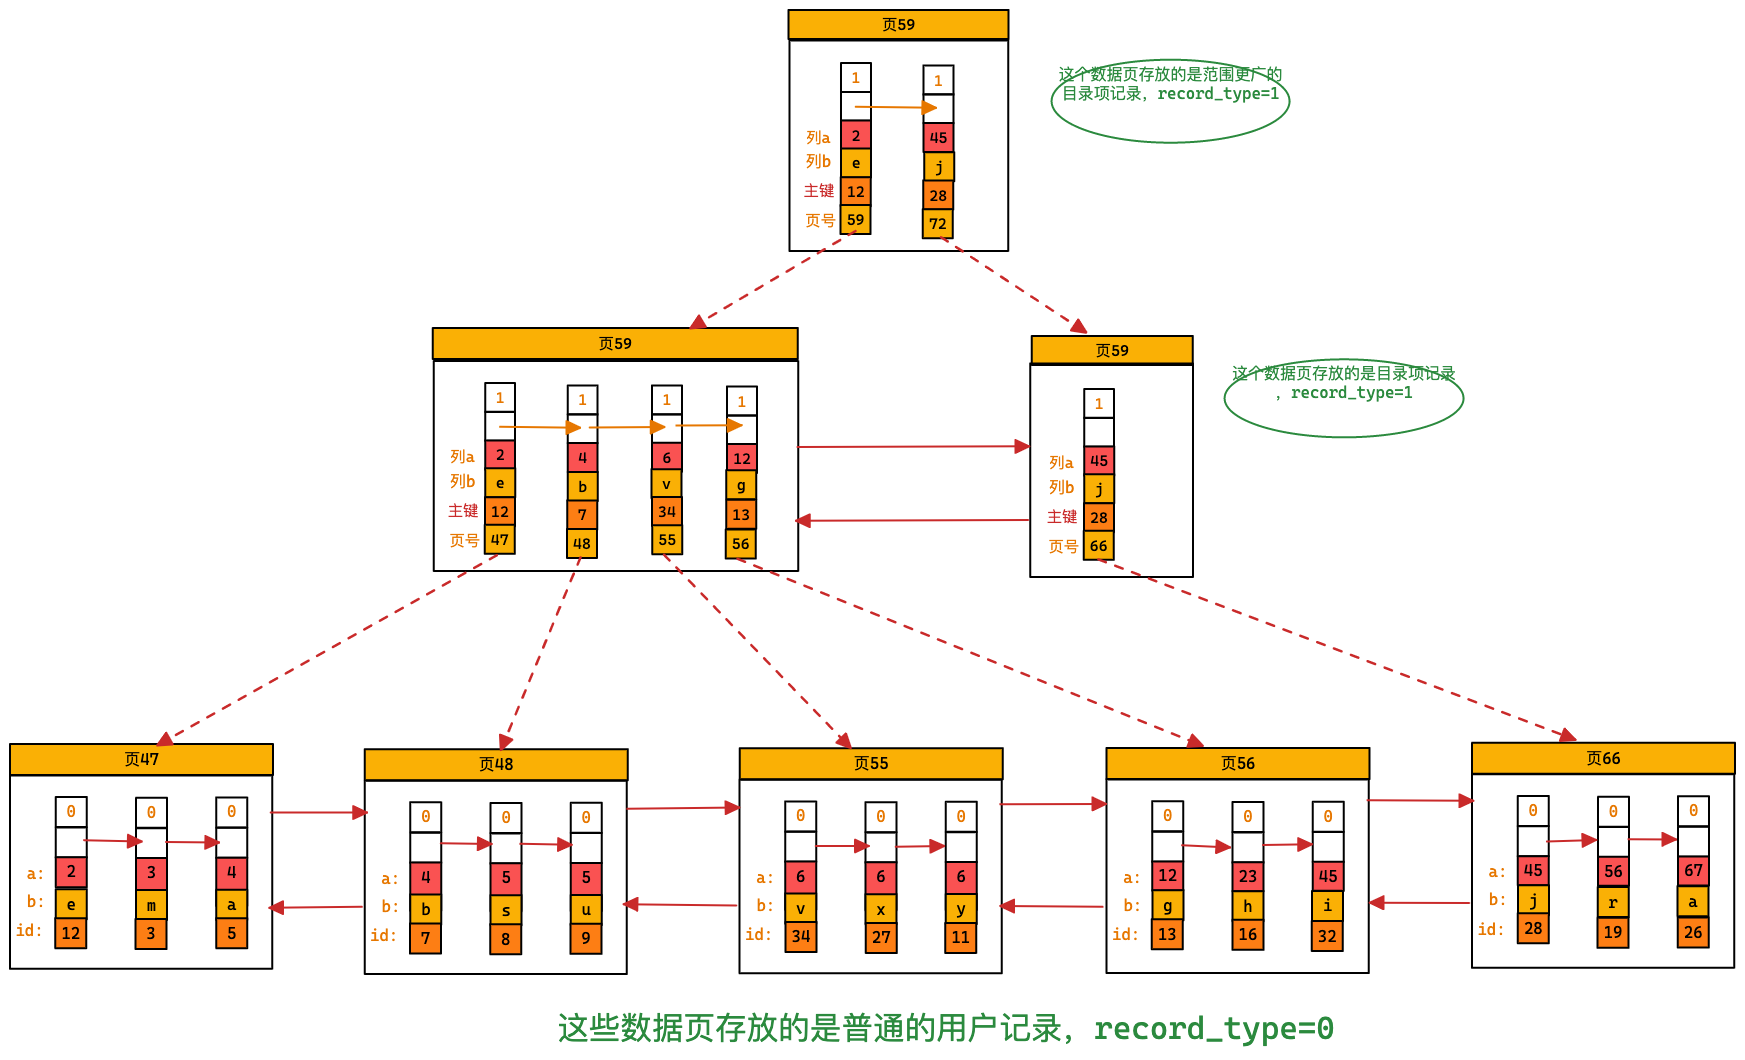 页59
1 1
列a 2 45
列b e j
主键 12 28
页号 59 72
这个数据页存放的是范围更广的
目录项记录，record_type=1
页59
1 1 1 1
列a 2 4 6 12
列b e b v g
主键 12 7 34 13
页号 47 48 55 56
页59
1
列a 45
列b j
主键 28
页号 66
这个数据页存放的是目录项记录
，record_type=1
页47
0 0 0
a: 2 3 4
b: e m a
id: 12 3 5
页48
0 0 0
a: 4 5 5
b: b s u
id: 7 8 9
页55
0 0 0
a: 6 6 6
b: v x y
id: 34 27 11
页56
0 0 0
a: 12 23 45
b: g h i
id: 13 16 32
页66
0 0 0
a: 45 56 67
b: j r a
id: 28 19 26
这些数据页存放的是普通的用户记录，record_type=0